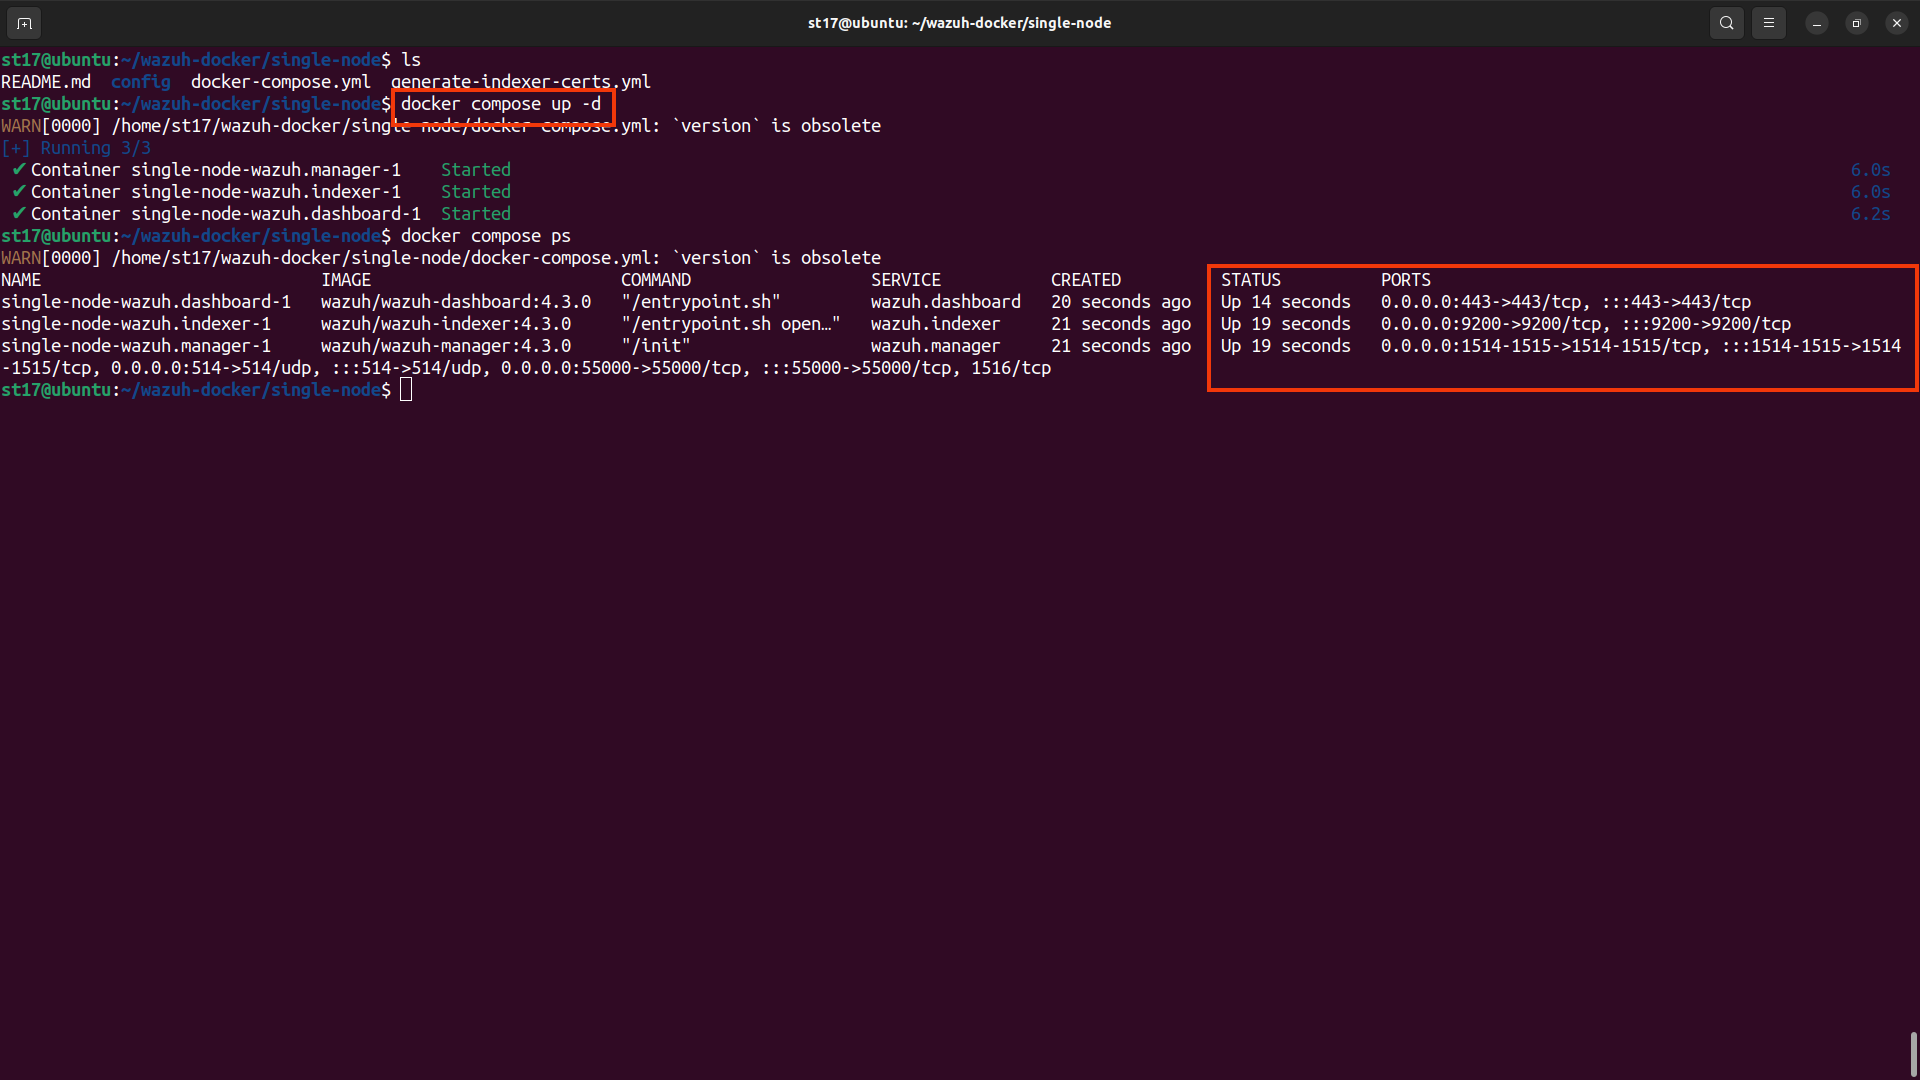 st17@ubuntu: ~/wazuh-docker/single-node
st17@ubuntu:~/wazuh-docker/single-node$ ls
README.md  config  docker-compose.yml  generate-indexer-certs.yml
st17@ubuntu:~/wazuh-docker/single-node$ docker compose up -d
WARN[0000] /home/st17/wazuh-docker/single-node/docker-compose.yml: `version` is obsolete
[+] Running 3/3
✔ Container single-node-wazuh.manager-1    Started    6.0s
✔ Container single-node-wazuh.indexer-1    Started    6.0s
✔ Container single-node-wazuh.dashboard-1  Started    6.2s
st17@ubuntu:~/wazuh-docker/single-node$ docker compose ps
WARN[0000] /home/st17/wazuh-docker/single-node/docker-compose.yml: `version` is obsolete
NAME                            IMAGE                         COMMAND                  SERVICE           CREATED          STATUS          PORTS
single-node-wazuh.dashboard-1   wazuh/wazuh-dashboard:4.3.0   "/entrypoint.sh"         wazuh.dashboard   20 seconds ago   Up 14 seconds   0.0.0.0:443->443/tcp, :::443->443/tcp
single-node-wazuh.indexer-1     wazuh/wazuh-indexer:4.3.0     "/entrypoint.sh open…"   wazuh.indexer     21 seconds ago   Up 19 seconds   0.0.0.0:9200->9200/tcp, :::9200->9200/tcp
single-node-wazuh.manager-1     wazuh/wazuh-manager:4.3.0     "/init"                  wazuh.manager     21 seconds ago   Up 19 seconds   0.0.0.0:1514-1515->1514-1515/tcp, :::1514-1515->1514
-1515/tcp, 0.0.0.0:514->514/udp, :::514->514/udp, 0.0.0.0:55000->55000/tcp, :::55000->55000/tcp, 1516/tcp
st17@ubuntu:~/wazuh-docker/single-node$